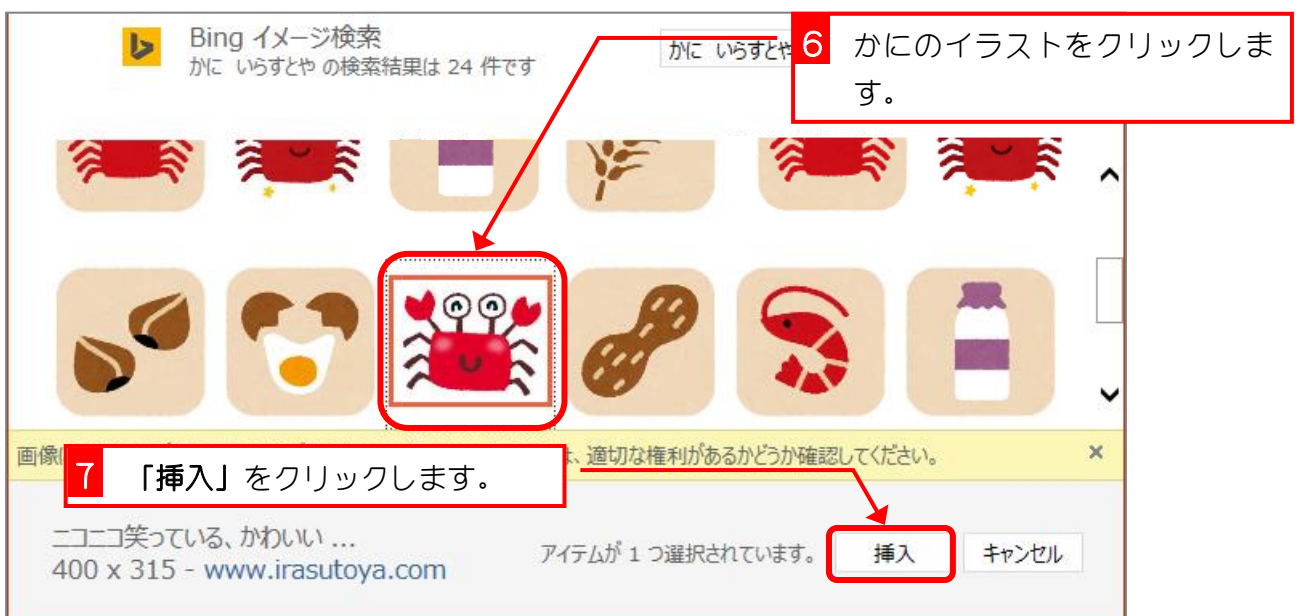 Bing イメージ検索
かに いらすとや の検索結果は 24 件です
かに いらすとや
6 かにのイラストをクリックしま
す。
画像
適切な権利があるかどうか確認してください。
×
7 「挿入」をクリックします。
ニコニコ笑っている、かわいい ...
400 x 315 - www.irasutoya.com
アイテムが 1 つ選択されています。
挿入
キャンセル